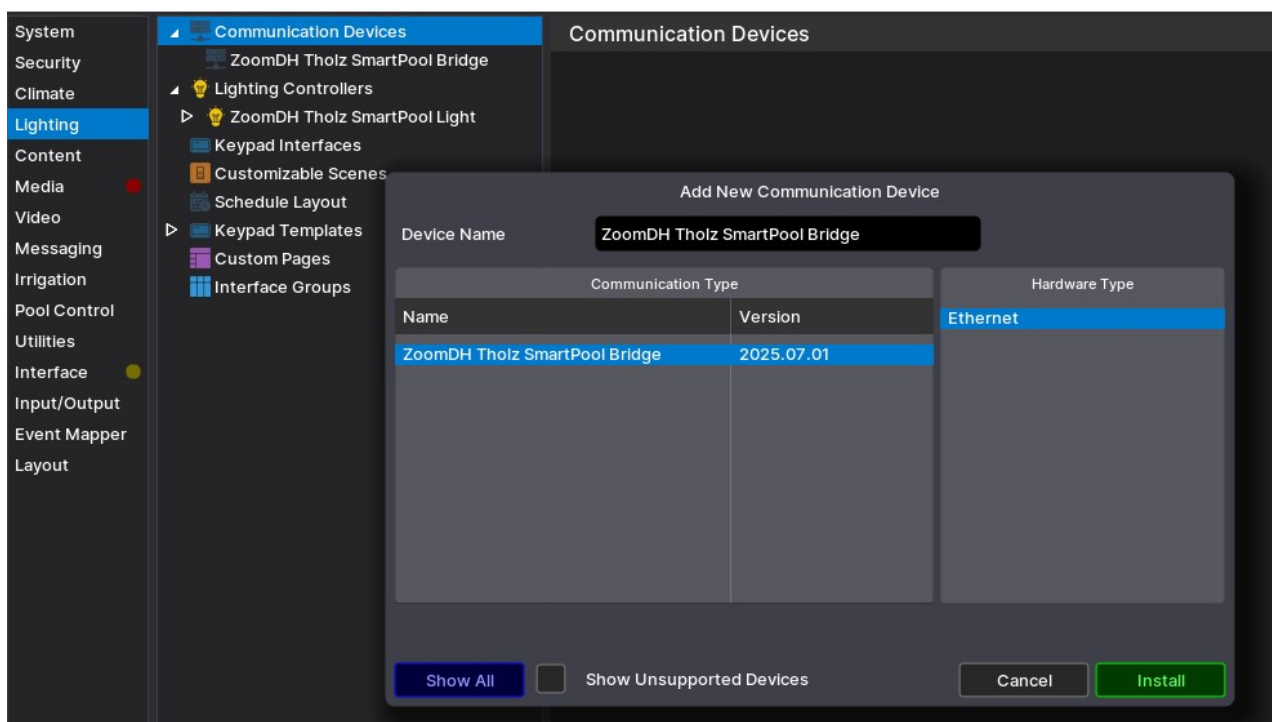 System
Security
Climate
Lighting
Content
Media
Video
Messaging
Irrigation
Pool Control
Utilities
Interface
Input/Output
Event Mapper
Layout
Communication Devices
ZoomDH Tholz SmartPool Bridge
Lighting Controllers
ZoomDH Tholz SmartPool Light
Keypad Interfaces
Customizable Scenes
Schedule Layout
Keypad Templates
Custom Pages
Interface Groups
Communication Devices
Add New Communication Device
Device Name
ZoomDH Tholz SmartPool Bridge
Communication Type
Hardware Type
Name
Version
Ethernet
ZoomDH Tholz SmartPool Bridge
2025.07.01
Show All
Show Unsupported Devices
Cancel
Install